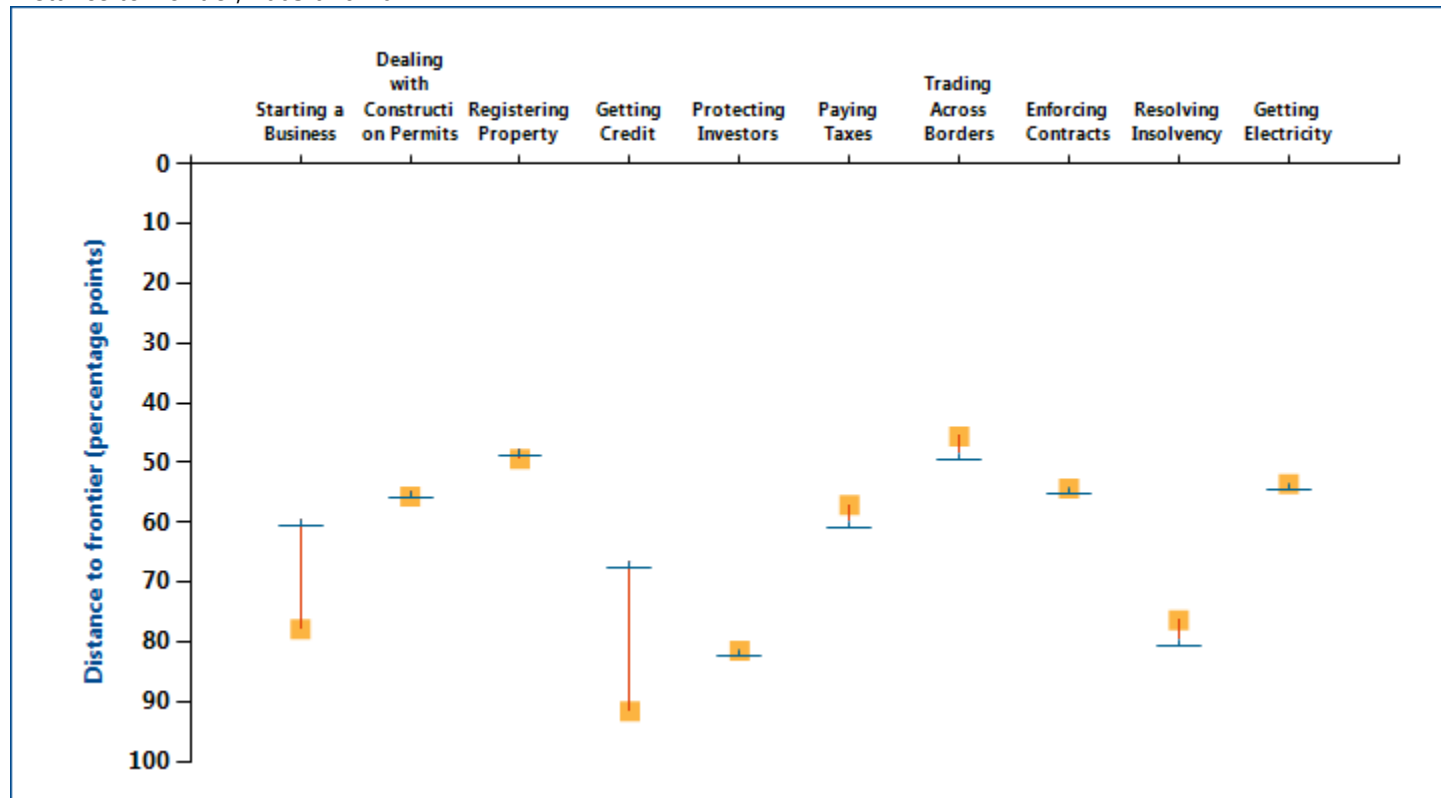 Dealing
with
Starting a Constructi Registering Getting Protecting Paying Trading Across Enforcing Resolving Getting
Business on Permits Property Credit Investors Taxes Borders Contracts Insolvency Electricity
0
10
20
30
40
50
60
70
80
90
100
Distance to frontier (percentage points)